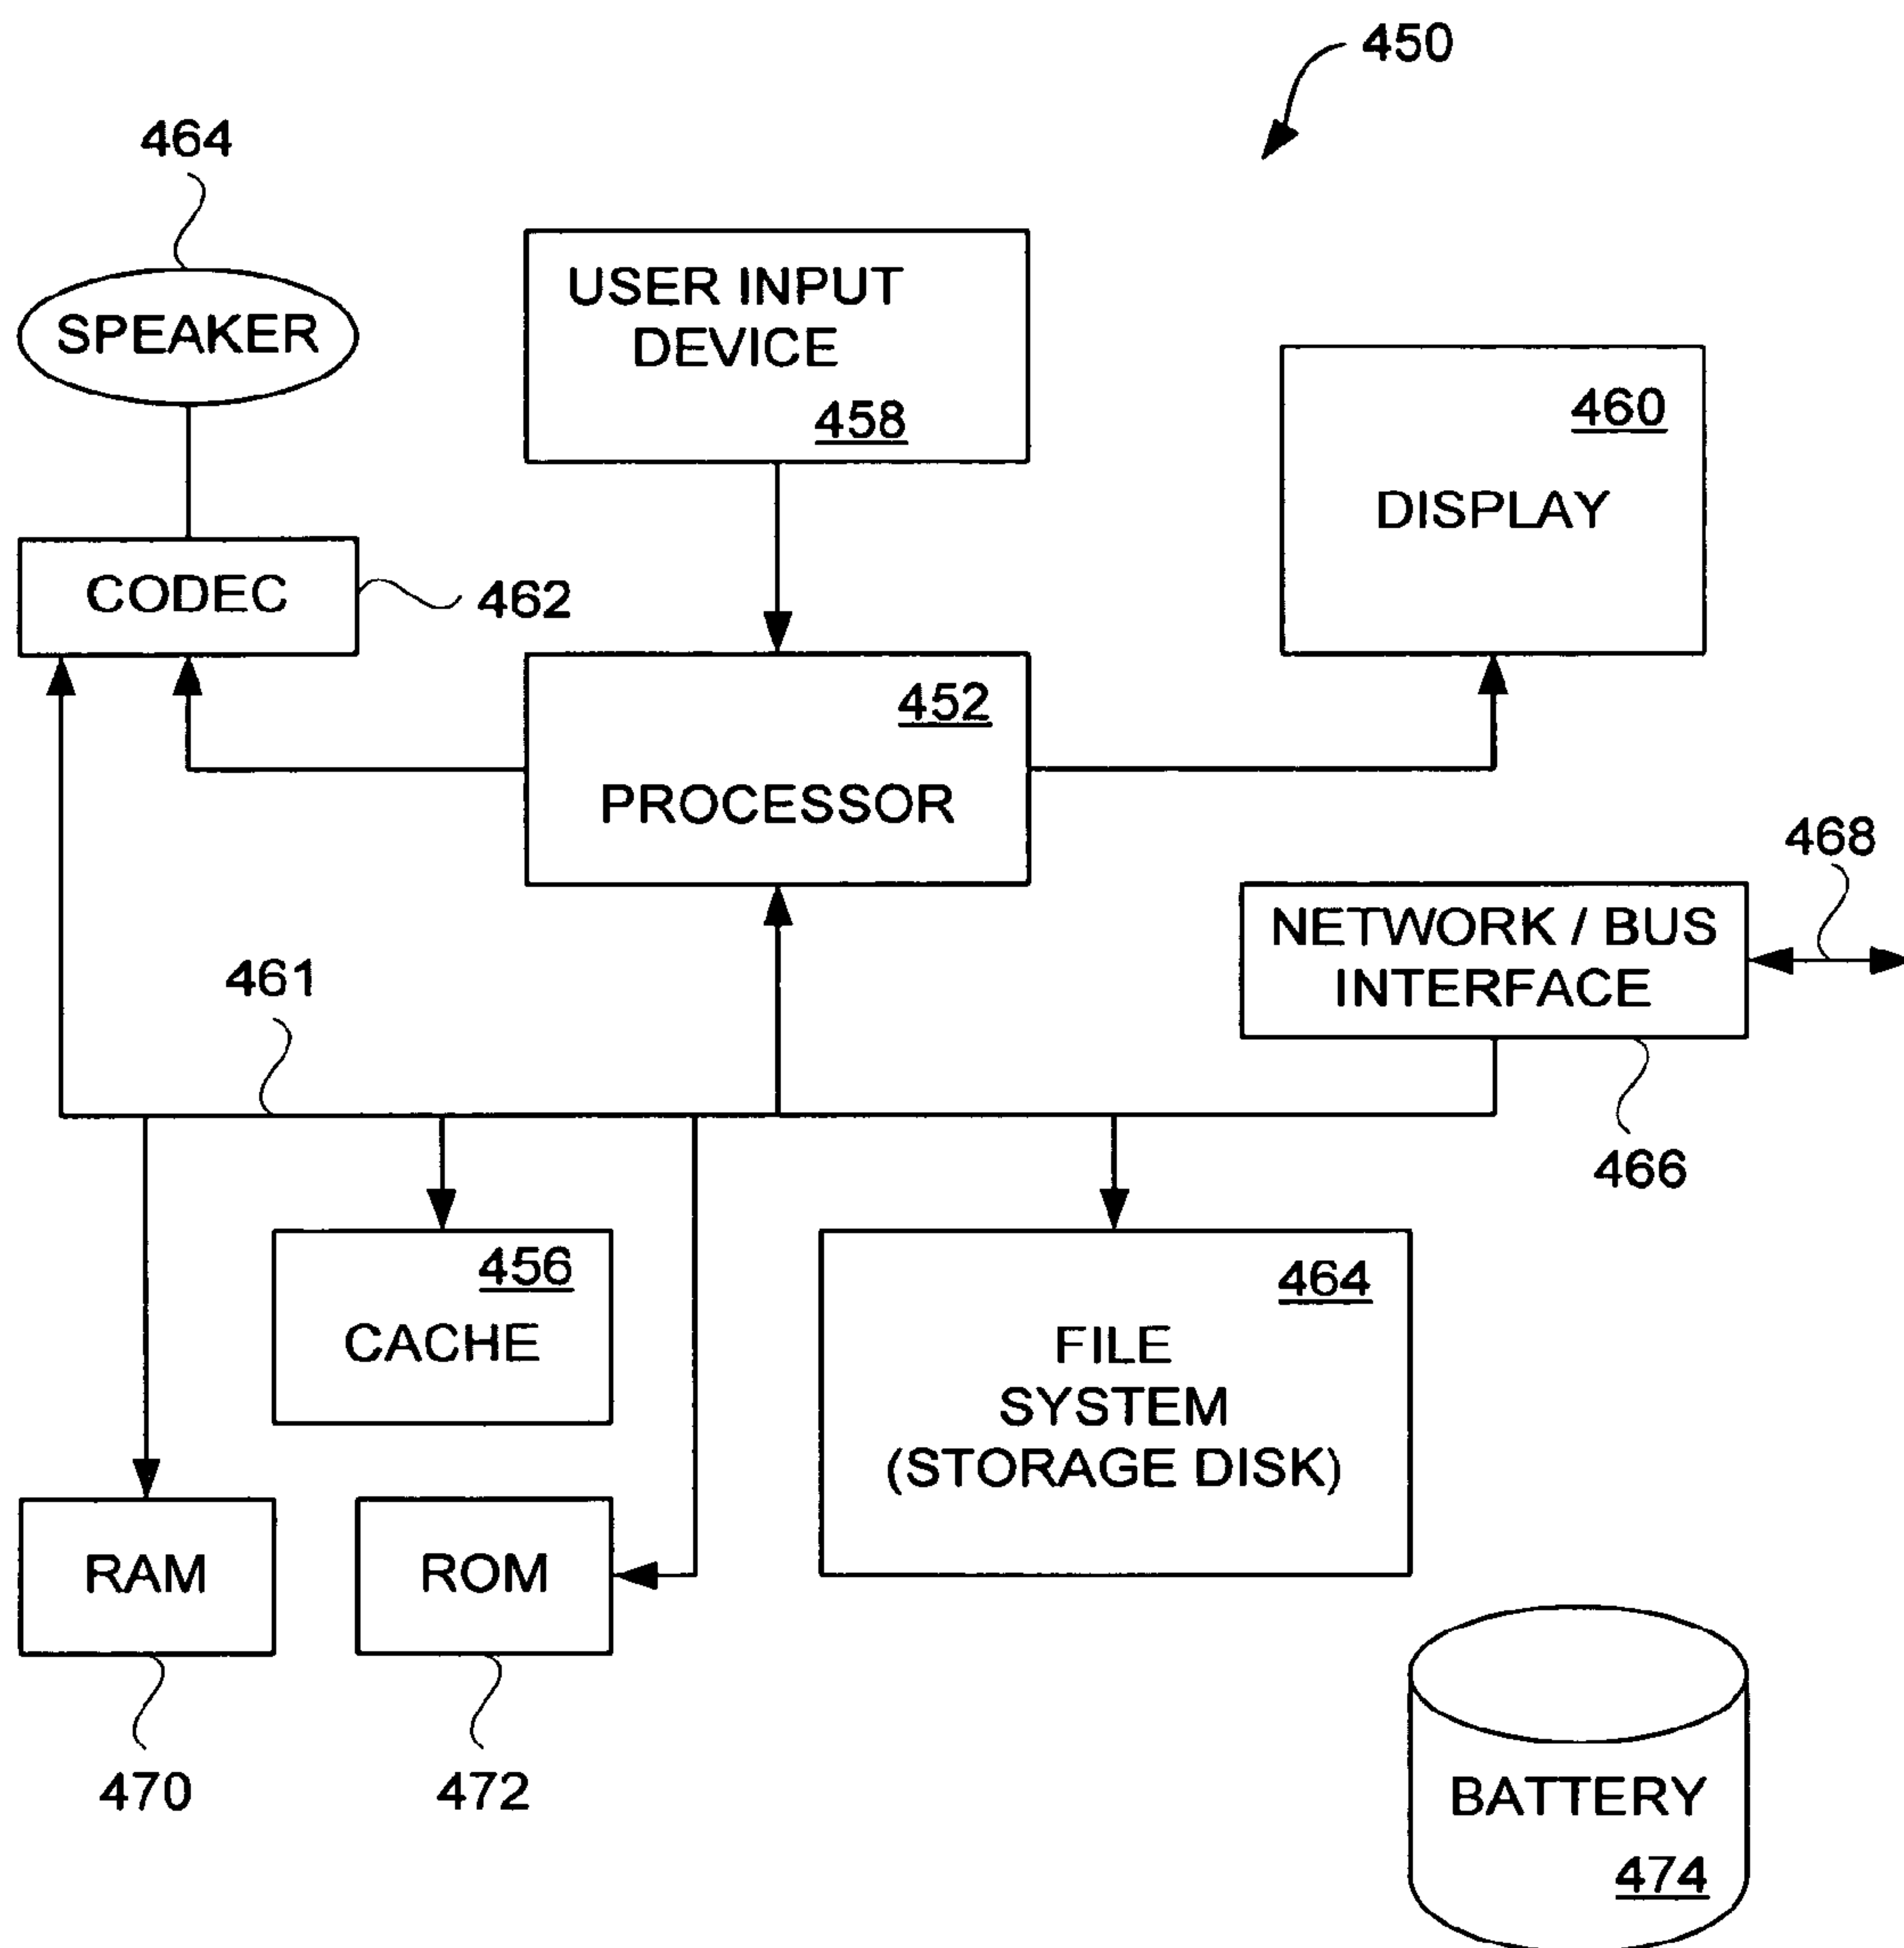 450
464
SPEAKER
USER INPUT
DEVICE
458
460
DISPLAY
CODEC
462
452
PROCESSOR
468
NETWORK / BUS
INTERFACE
461
466
456
CACHE
464
FILE
SYSTEM
(STORAGE DISK)
RAM
ROM
470
472
BATTERY
474